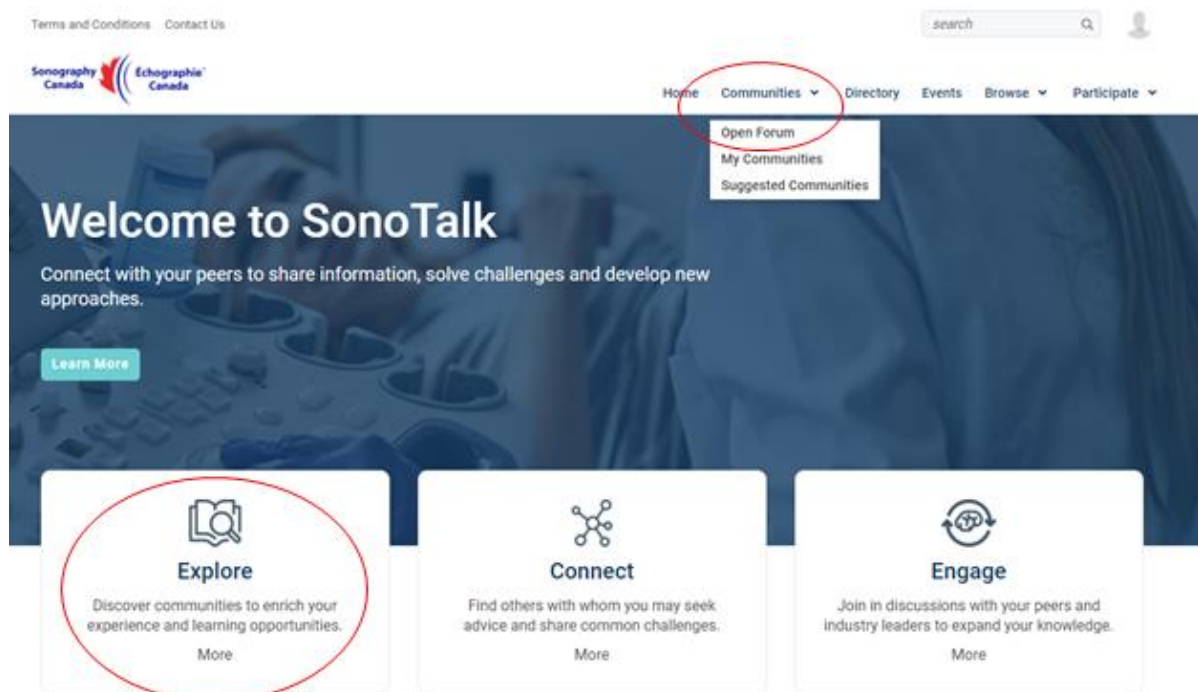 Terms and Conditions Contact Us
search
Sonography Échographie
Canada Canada
Home Communities Directory Events Browse Participate
Open Forum
My Communities
Suggested Communities
Welcome to SonoTalk
Connect with your peers to share information, solve challenges and develop new
approaches.
Learn More
Explore
Discover communities to enrich your
experience and learning opportunities.
More
Connect
Find others with whom you may seek
advice and share common challenges.
More
Engage
Join in discussions with your peers and
industry leaders to expand your knowledge.
More